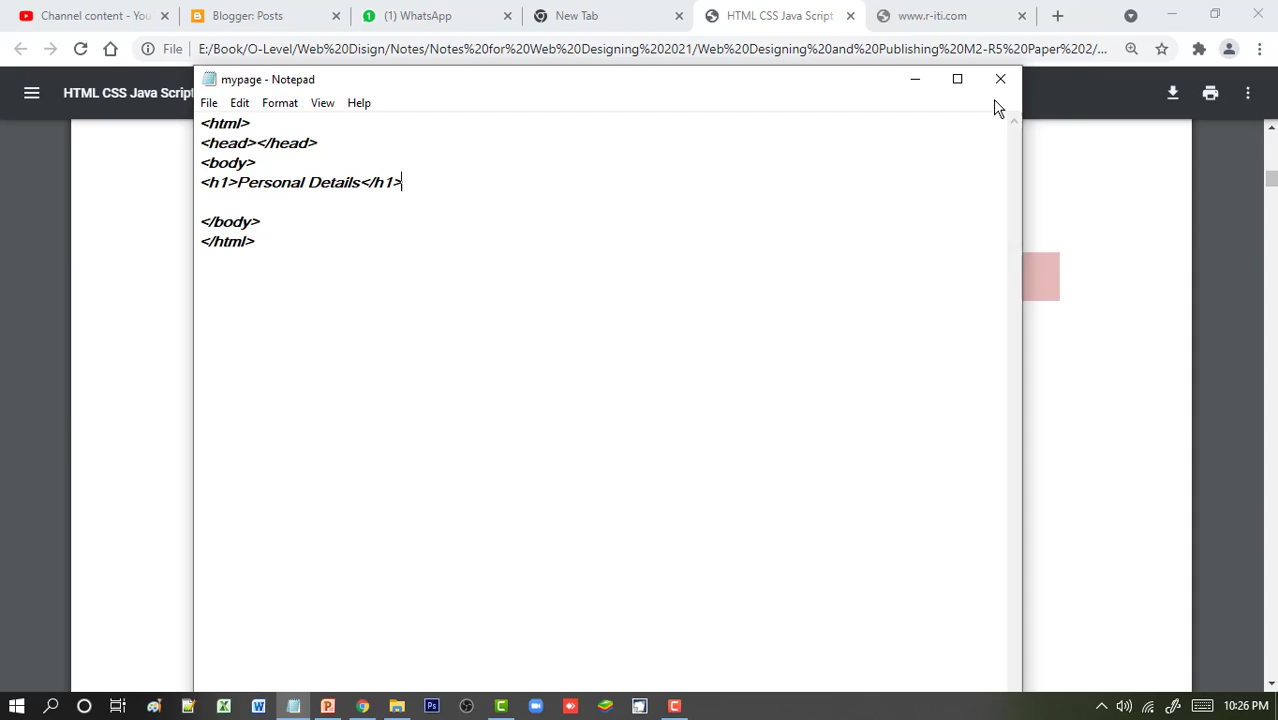 Channel content - You
Blogger: Posts
(1) WhatsApp
New Tab
HTML CSS Java Script
www.r-iti.com
File E:/Book/O-Level/Web%20Disign/Notes/Notes%20for%20Web%20Designing%202021/Web%20Designing%20and%20Publishing%20M2-R5%20Paper%202/...
HTML CSS Java Script
mypage - Notepad
File Edit Format View Help
<html>
<head></head>
<body>
<h1>Personal Details</h1>
</body>
</html>
10:26 PM